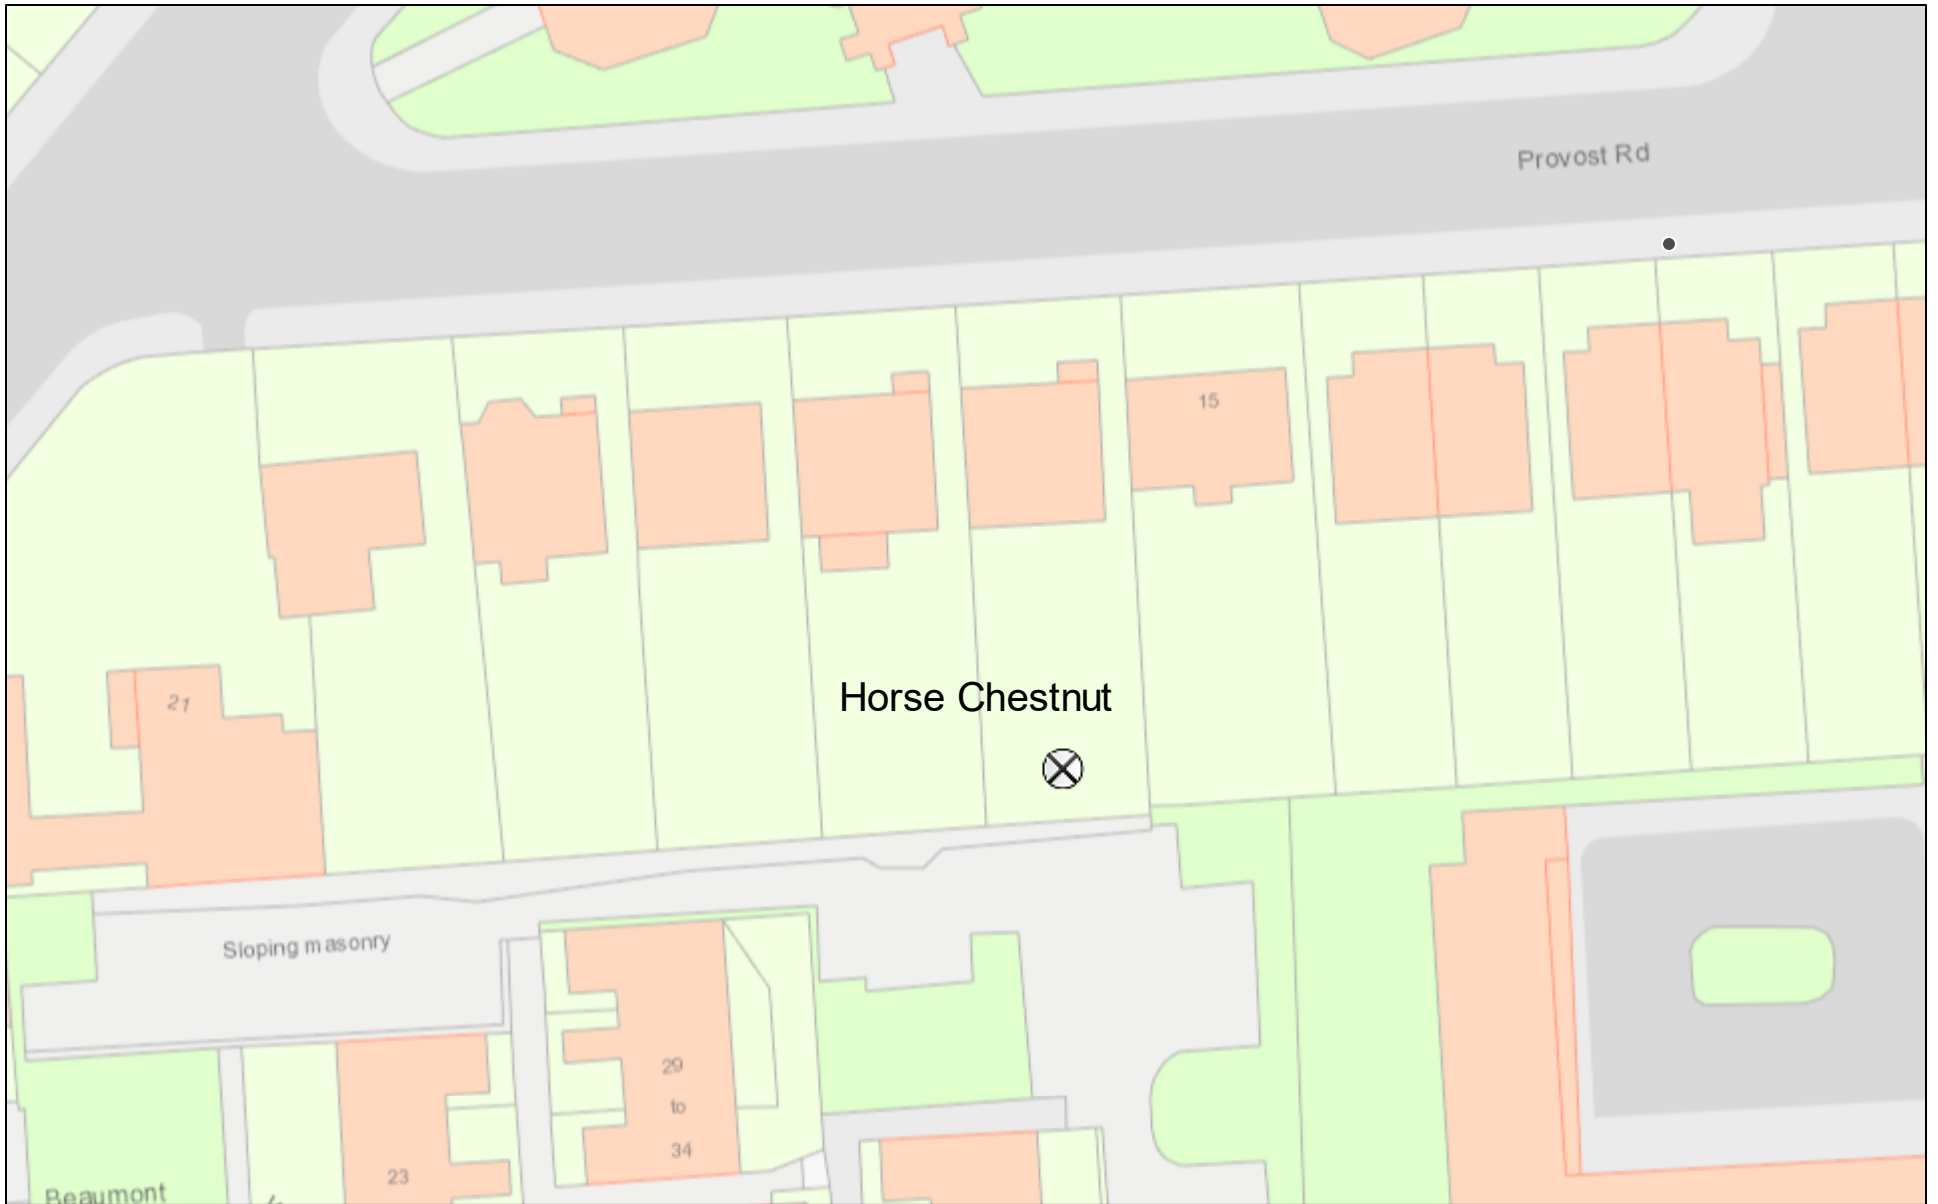 Provost Rd
15
Horse Chestnut
21
Sloping masonry
29
to
34
23
Beaumont